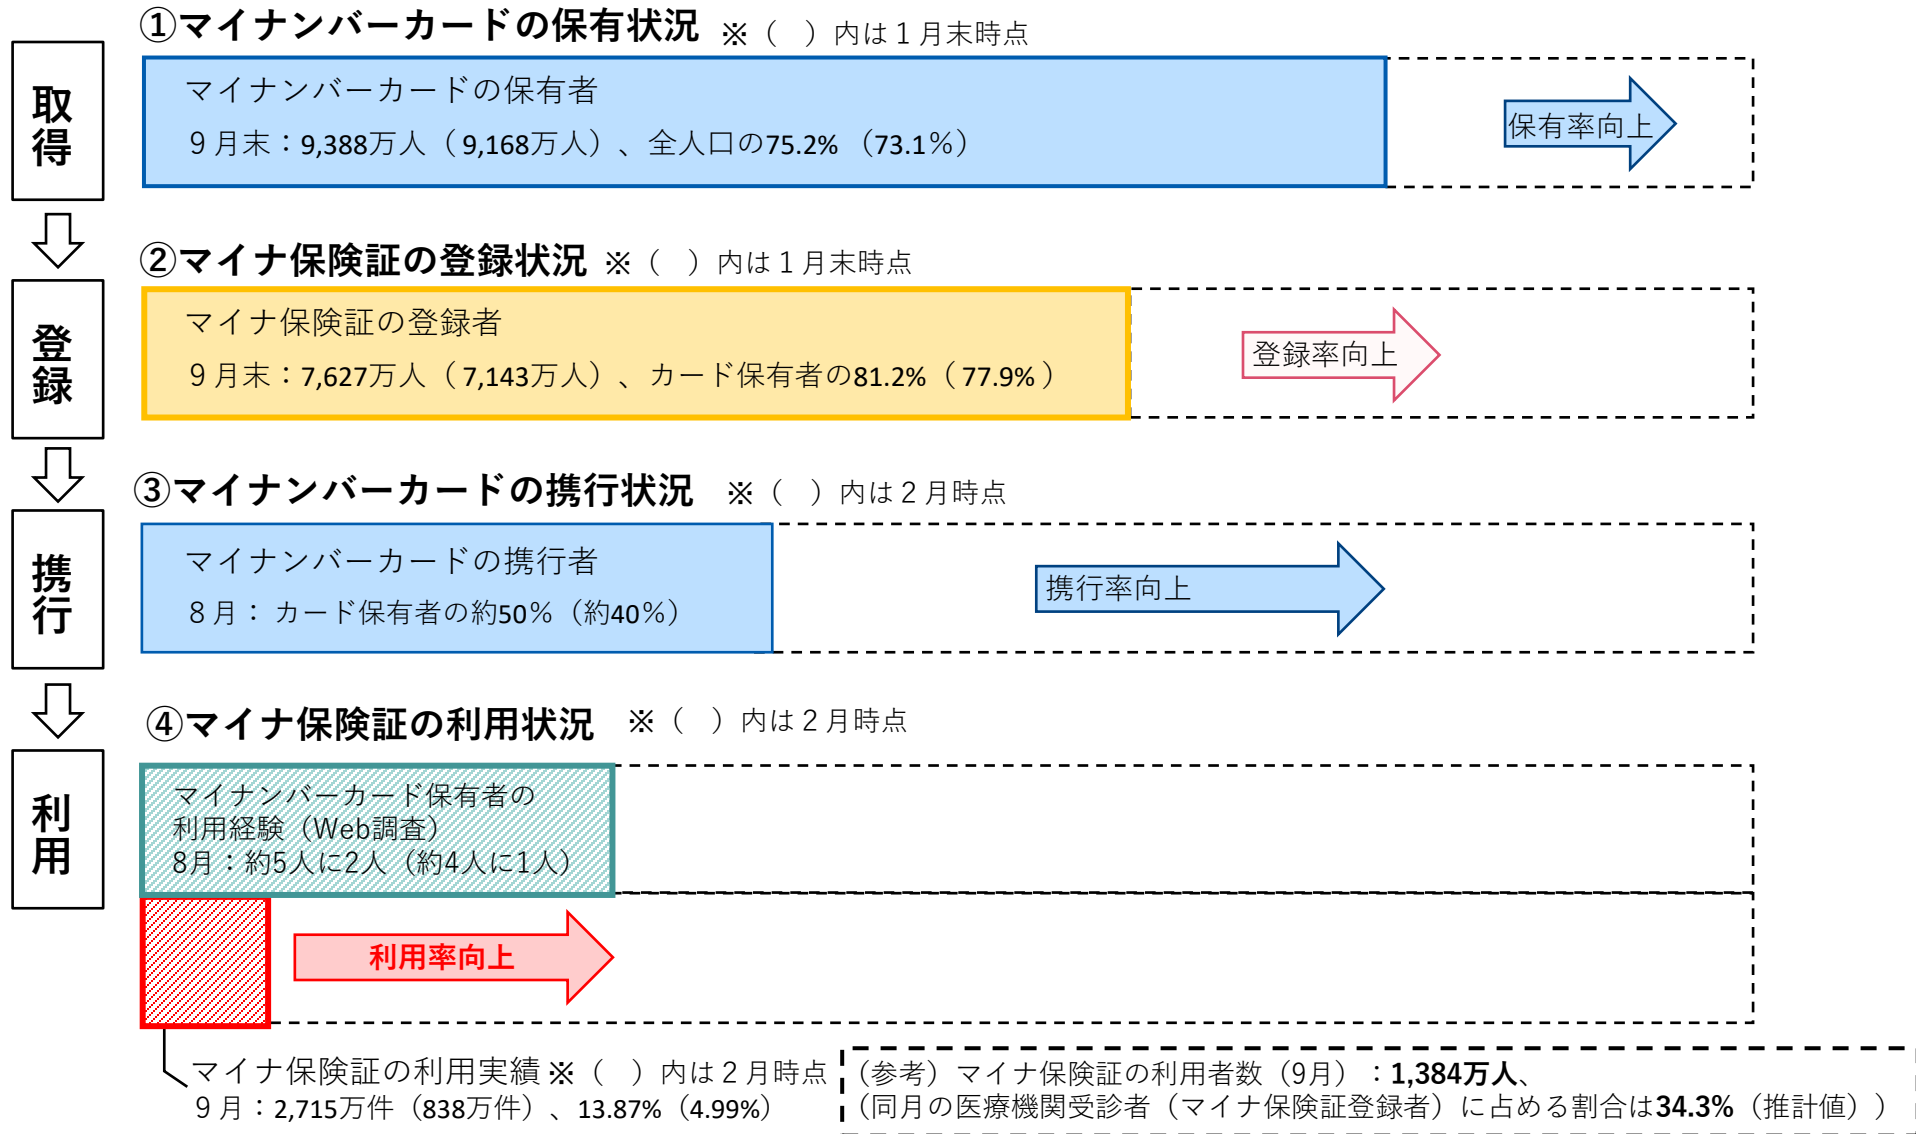 ①マイナンバーカードの保有状況 ※（　）内は１月末時点
取得
マイナンバーカードの保有者
９月末：9,388万人（9,168万人）、全人口の75.2%（73.1％）
保有率向上
②マイナ保険証の登録状況 ※（　）内は１月末時点
登録
マイナ保険証の登録者
９月末：7,627万人（7,143万人）、カード保有者の81.2%（77.9%）
登録率向上
③マイナンバーカードの携行状況 ※（　）内は２月時点
携行
マイナンバーカードの携行者
８月： カード保有者の約50％（約40％）
携行率向上
④マイナ保険証の利用状況 ※（　）内は２月時点
利用
マイナンバーカード保有者の
利用経験（Web調査）
8月：約5人に2人（約4人に1人）
利用率向上
マイナ保険証の利用実績 ※（　）内は２月時点
９月：2,715万件（838万件）、13.87%（4.99%）
（参考）マイナ保険証の利用者数（9月）：1,384万人、
（同月の医療機関受診者（マイナ保険証登録者）に占める割合は34.3%（推計値））